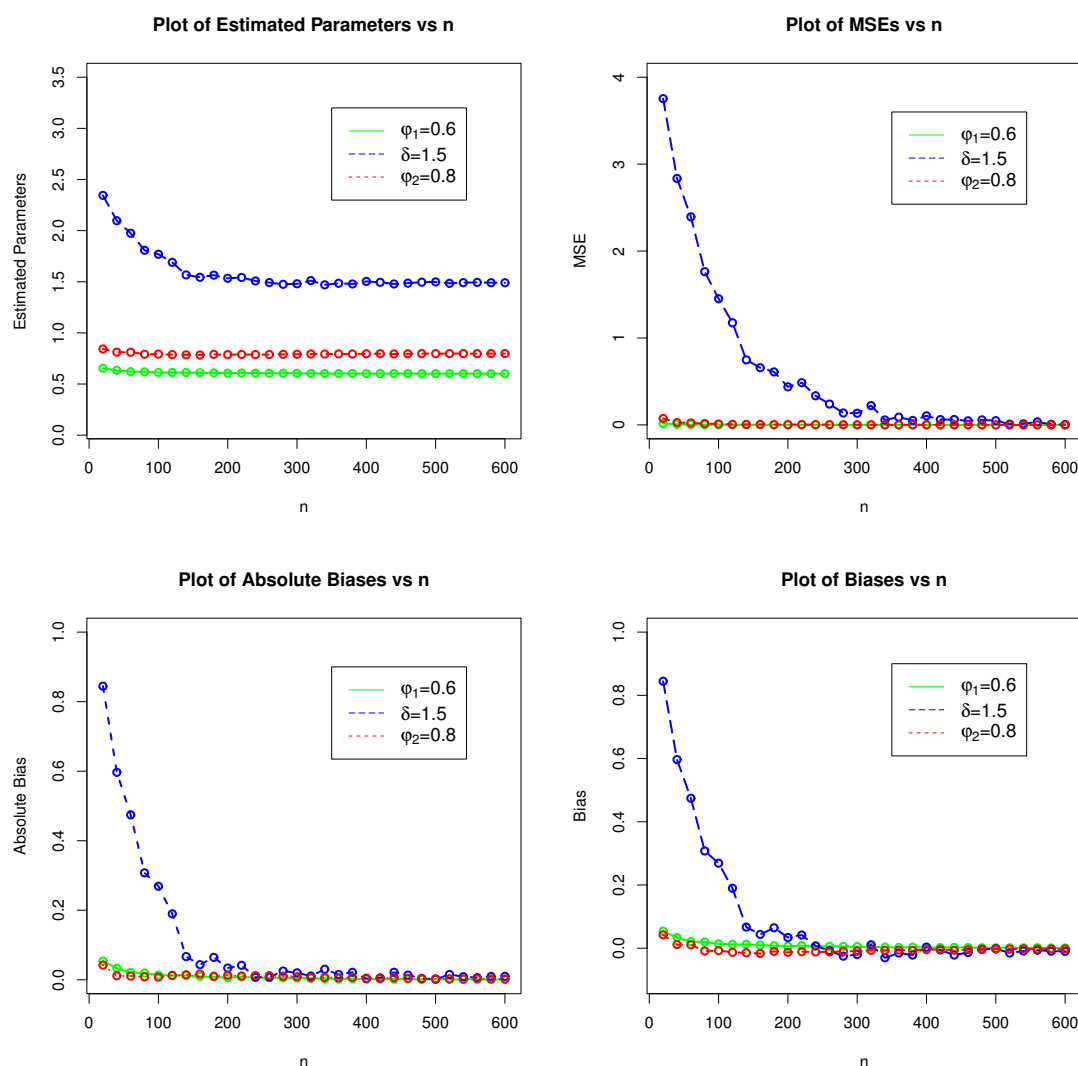 Plot of Estimated Parameters vs n
Estimated Parameters
3.5
3.0
2.5
2.0
1.5
1.0
0.5
0.0
φ1=0.6
δ=1.5
φ2=0.8
0 100 200 300 400 500 600
n
Plot of MSEs vs n
MSE
4
3
2
1
0
φ1=0.6
δ=1.5
φ2=0.8
0 100 200 300 400 500 600
n
Plot of Absolute Biases vs n
Absolute Bias
1.0
0.8
0.6
0.4
0.2
0.0
φ1=0.6
δ=1.5
φ2=0.8
0 100 200 300 400 500 600
n
Plot of Biases vs n
Bias
1.0
0.8
0.6
0.4
0.2
0.0
φ1=0.6
δ=1.5
φ2=0.8
0 100 200 300 400 500 600
n